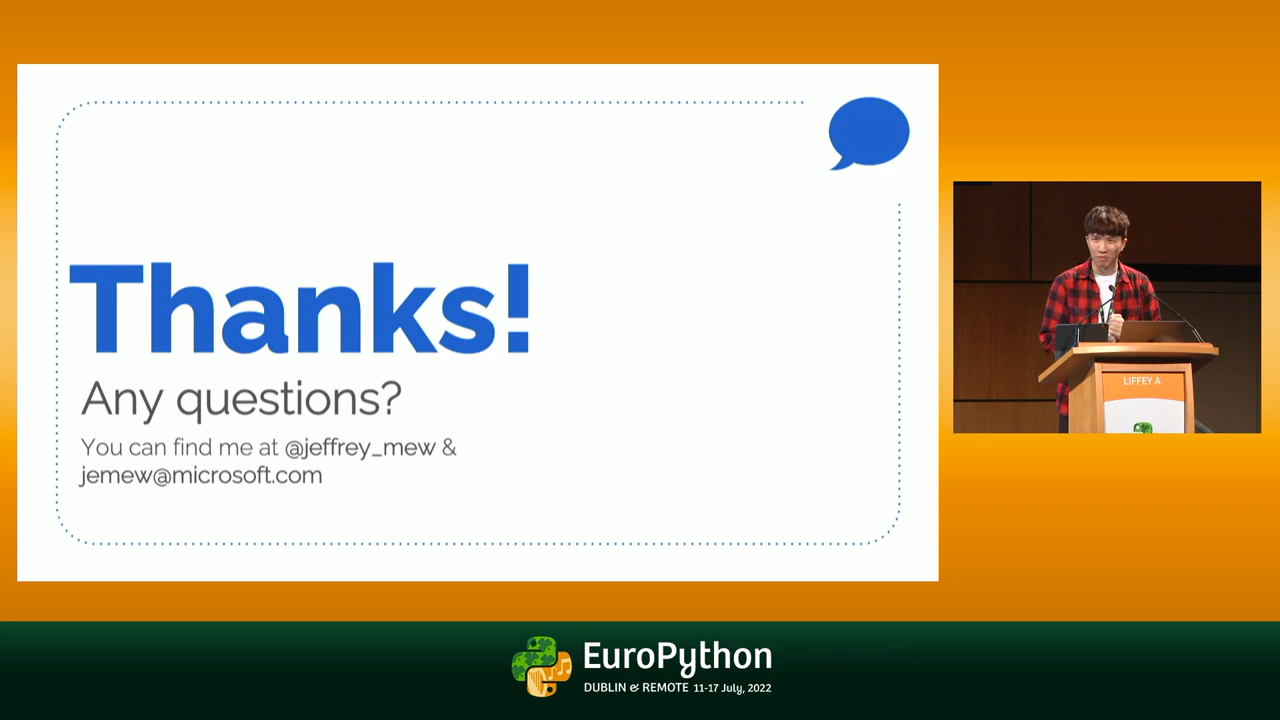 Thanks!
Any questions?
You can find me at @jeffrey_mew &
jemew@microsoft.com
LIFFEY A
EuroPython
DUBLIN & REMOTE 11-17 July, 2022